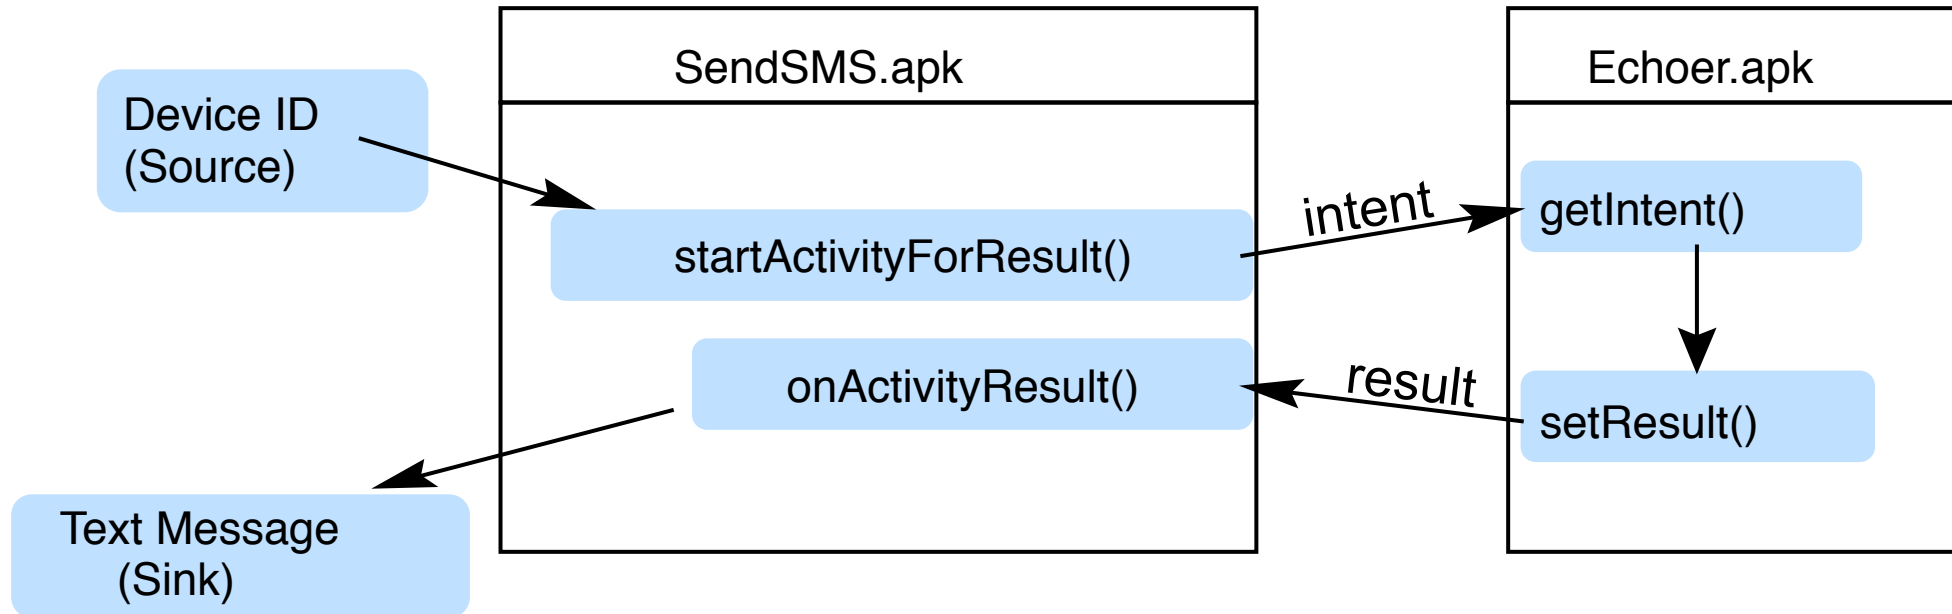 SendSMS.apk
Echoer.apk
Device ID
(Source)
intent
getIntent()
startActivityForResult()
result
onActivityResult()
setResult()
Text Message
(Sink)